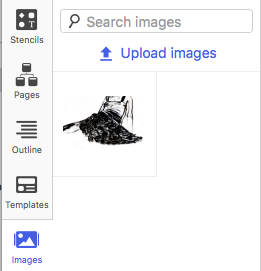 Search images
Upload images
Stencils
T
Pages
Outline
Templates
Images